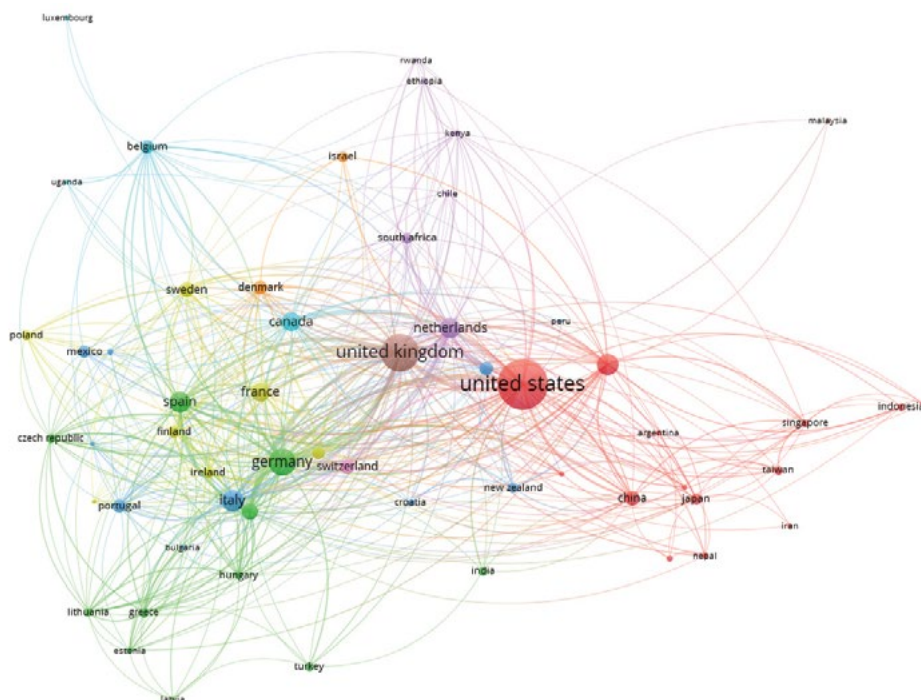 luxembourg
rwanda
ethiopia
malaysia
kenya
belgium
israel
uganda
chile
south africa
sweden
denmark
canada
netherlands
peru
poland
mexico
united kingdom
united states
france
spain
indonesia
singapore
finland
czech republic
argentina
germany
switzerland
ireland
taiwan
new zealand
italy
china
japan
portugal
croatia
iran
bulgaria
nepal
hungary
india
lithuania
greece
estonia
turkey
latvia